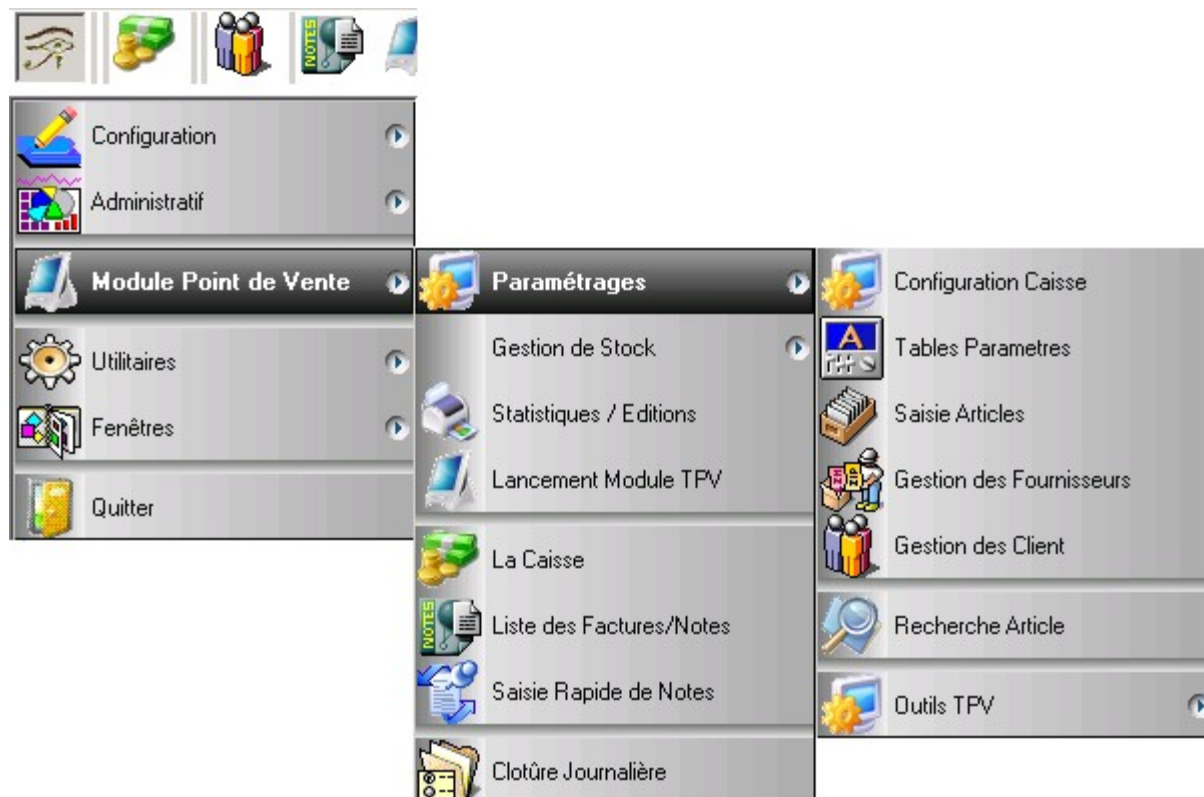 NOTES
Configuration
Administratif
Module Point de Vente
Utilitaires
Fenêtres
Quitter
Paramétrages
Gestion de Stock
Statistiques / Editions
Lancement Module TPV
La Caisse
NOTES
Liste des Factures/Notes
Saisie Rapide de Notes
Clotûre Journalière
Configuration Caisse
A
Tables Parametres
Saisie Articles
Gestion des Fournisseurs
Gestion des Client
Recherche Article
Outils TPV